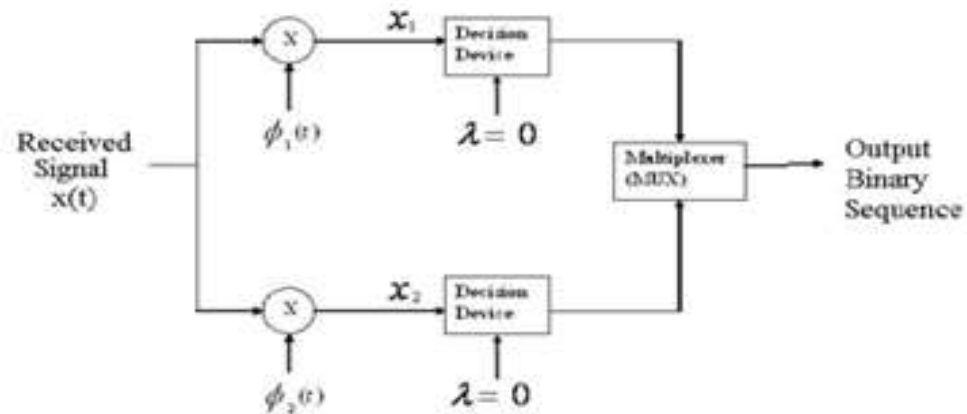 X
x₁
Decision
Device
ϕ₁(t)
λ = 0
Received
Signal
x(t)
Multiplexer
(MUX)
Output
Binary
Sequence
X
x₂
Decision
Device
ϕ₂(t)
λ = 0